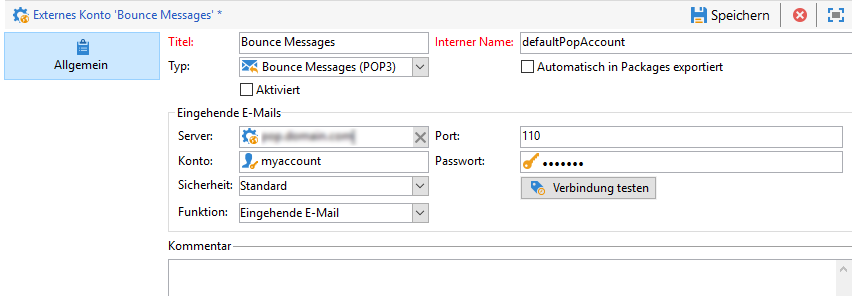 Externes Konto 'Bounce Messages' *
Speichern
Allgemein
Titel: Bounce Messages Interner Name: defaultPopAccount
Typ: Bounce Messages (POP3) Automatisch in Packages exportiert
Aktiviert
Eingehende E-Mails
Server: Port: 110
Konto: myaccount Passwort: •••••••
Sicherheit: Standard Verbindung testen
Funktion: Eingehende E-Mail
Kommentar